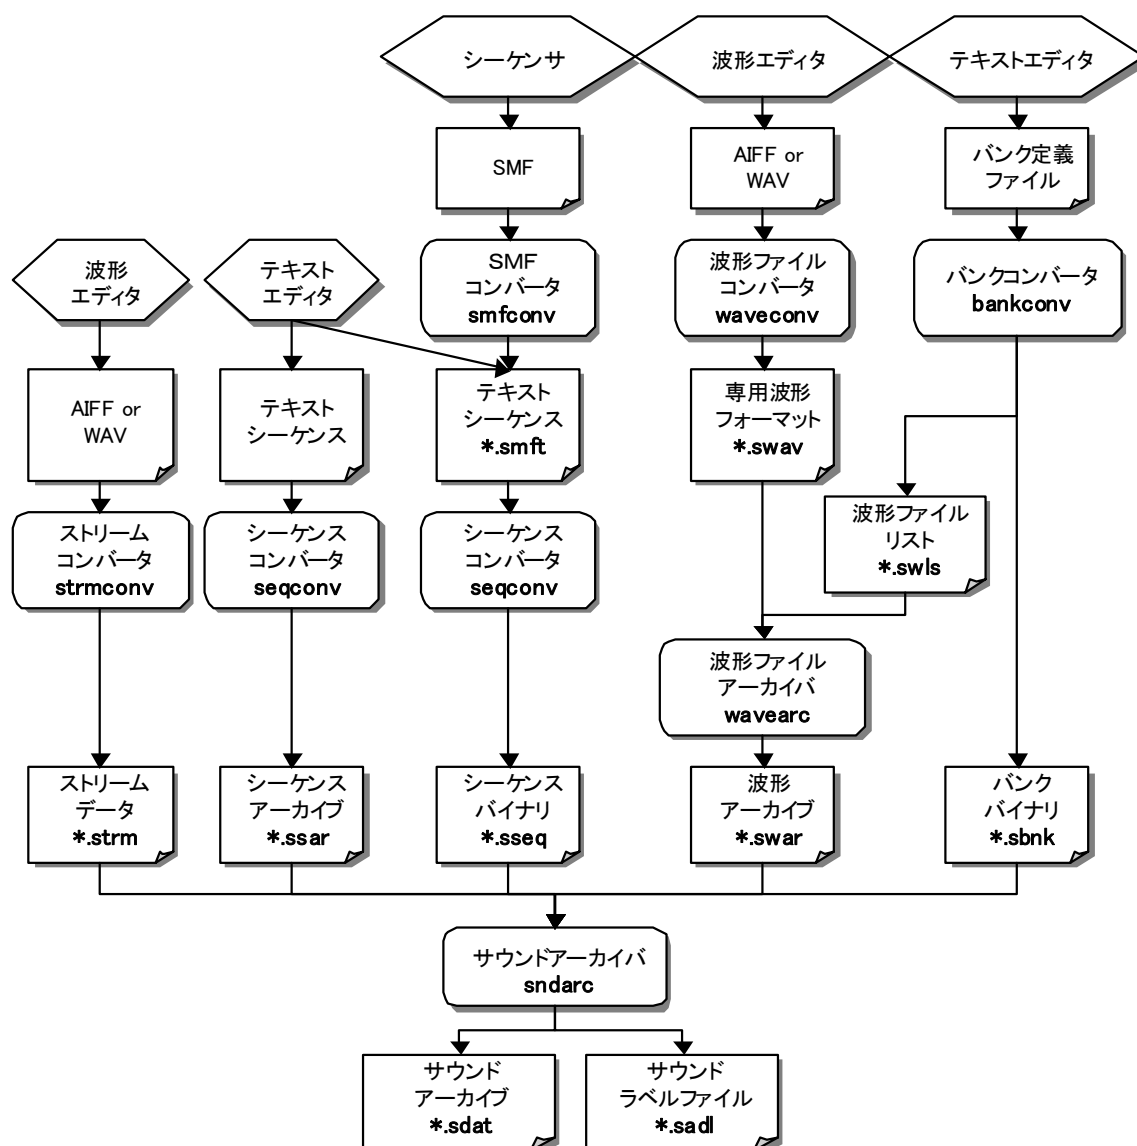 シーケンサ
波形エディタ
テキストエディタ
SMF
AIFF or
WAV
バンク定義
ファイル
波形
エディタ
テキスト
エディタ
SMF
コンバータ
smfconv
波形ファイル
コンバータ
waveconv
バンクコンバータ
bankconv
AIFF or
WAV
テキスト
シーケンス
テキスト
シーケンス
*.smft
専用波形
フォーマット
*.swav
波形ファイル
リスト
*.swls
ストリーム
コンバータ
strmconv
シーケンス
コンバータ
seqconv
シーケンス
コンバータ
seqconv
波形ファイル
アーカイバ
wavearc
ストリーム
データ
*.strm
シーケンス
アーカイブ
*.ssar
シーケンス
バイナリ
*.sseq
波形
アーカイブ
*.swar
バンク
バイナリ
*.sbnk
サウンドアーカイバ
sndarc
サウンド
アーカイブ
*.sdat
サウンド
ラベルファイル
*.sadl